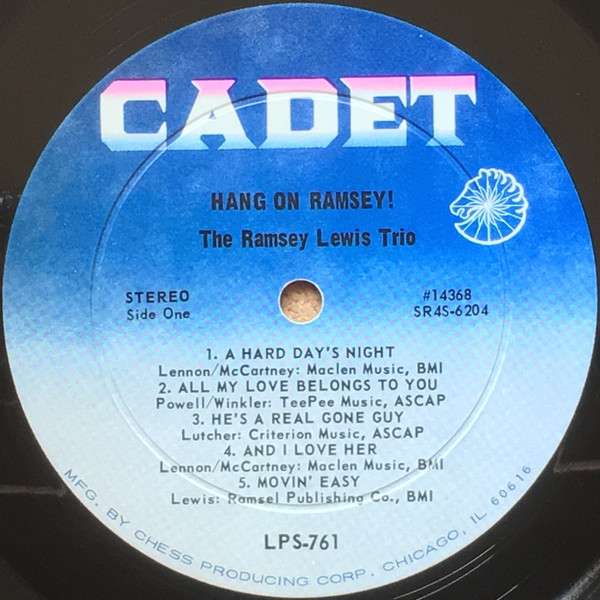 CADET
HANG ON RAMSEY!
The Ramsey Lewis Trio
STEREO
Side One
#14368
SR4S-6204
1. A HARD DAY'S NIGHT
Lennon/McCartney: Maclen Music, BMI
2. ALL MY LOVE BELONGS TO YOU
Powell/Winkler: TeePee Music, ASCAP
3. HE'S A REAL GONE GUY
Lutcher: Criterion Music, ASCAP
4. AND I LOVE HER
Lennon/McCartney: Maclen Music, BMI
5. MOVIN' EASY
Lewis: Ramsel Publishing Co., BMI
LPS-761
MFG. BY CHESS PRODUCING CORP. CHICAGO, IL 60616